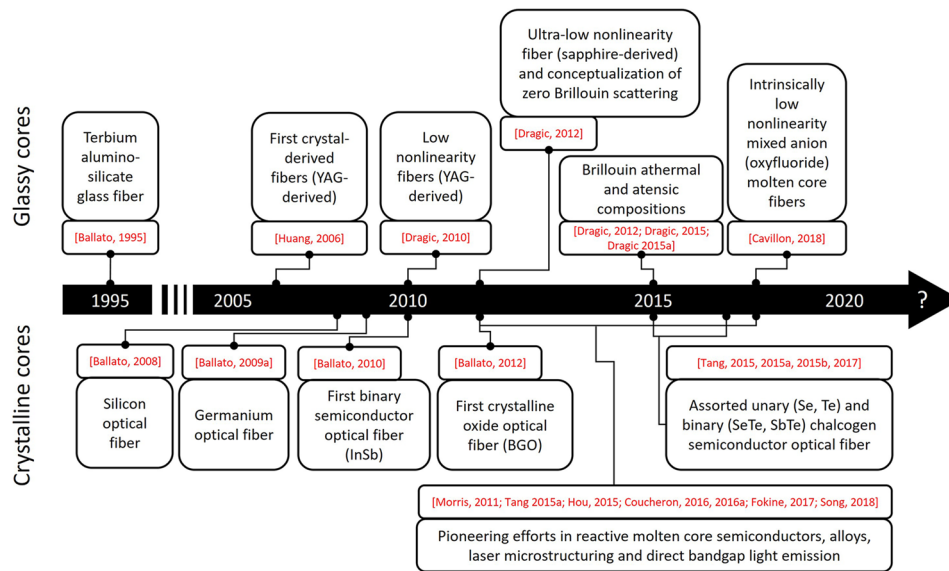 Glassy cores
Terbium
alumino-
silicate
glass fiber
[Ballato, 1995]
First crystal-
derived
fibers (YAG-
derived)
[Huang, 2006]
Low
nonlinearity
fibers (YAG-
derived)
[Dragic, 2010]
Ultra-low nonlinearity
fiber (sapphire-derived)
and conceptualization of
zero Brillouin scattering
[Dragic, 2012]
Brillouin athermal
and atensic
compositions
[Dragic, 2012; Dragic, 2015;
Dragic 2015a]
Intrinsically
low
nonlinearity
mixed anion
(oxyfluoride)
molten core
fibers
[Cavillon, 2018]
1995 2005 2010 2015 2020 ?
Crystalline cores
[Ballato, 2008]
Silicon
optical
fiber
[Ballato, 2009a]
Germanium
optical fiber
[Ballato, 2010]
First binary
semiconductor
optical fiber
(InSb)
[Ballato, 2012]
First crystalline
oxide optical
fiber (BGO)
[Tang, 2015, 2015a, 2015b, 2017]
Assorted unary (Se, Te) and
binary (SeTe, SbTe) chalcogen
semiconductor optical fiber
[Morris, 2011; Tang 2015a; Hou, 2015; Coucheron, 2016, 2016a; Fokine, 2017; Song, 2018]
Pioneering efforts in reactive molten core semiconductors, alloys,
laser microstructuring and direct bandgap light emission